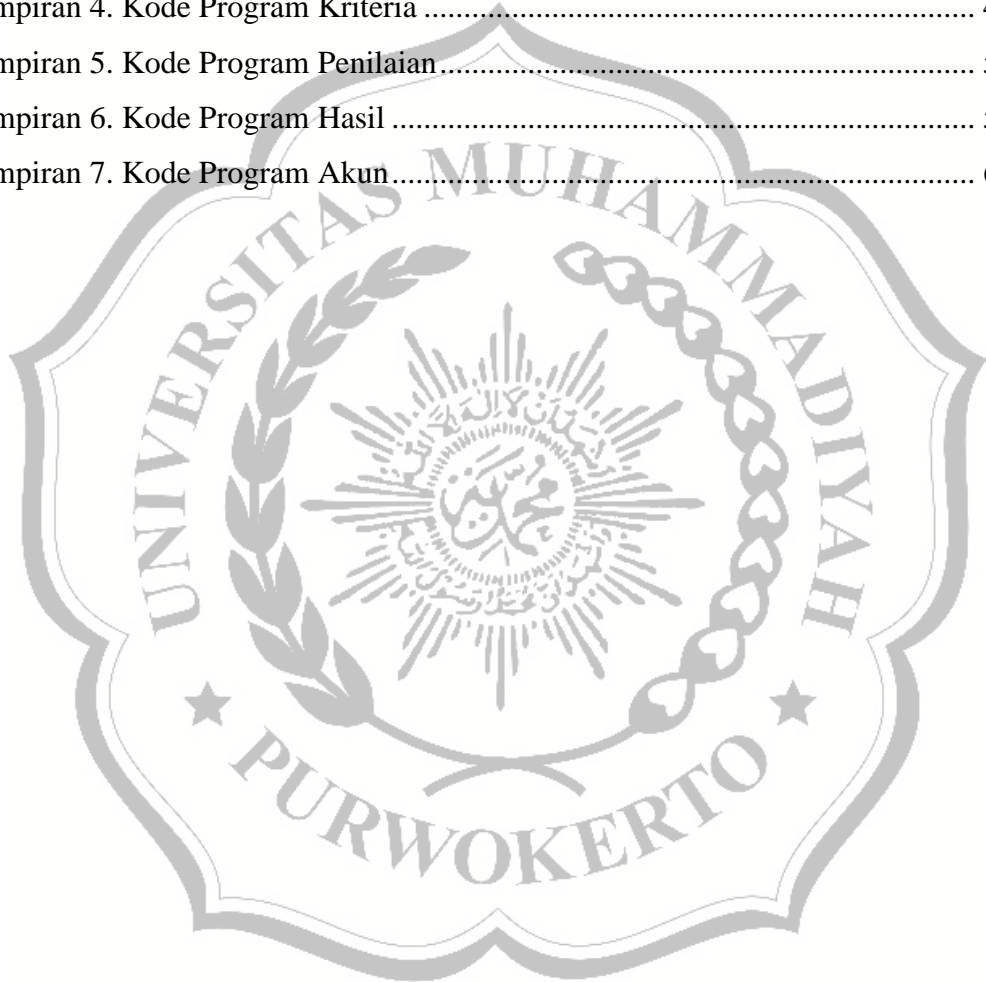 mpiran 4. Kode Program Kriteria ........................................................................
mpiran 5. Kode Program Penilaian ......................................................................
mpiran 6. Kode Program Hasil ............................................................................
mpiran 7. Kode Program Akun ...........................................................................
UNIVERSITAS MUHAMMADIYAH
PURWOKERTO